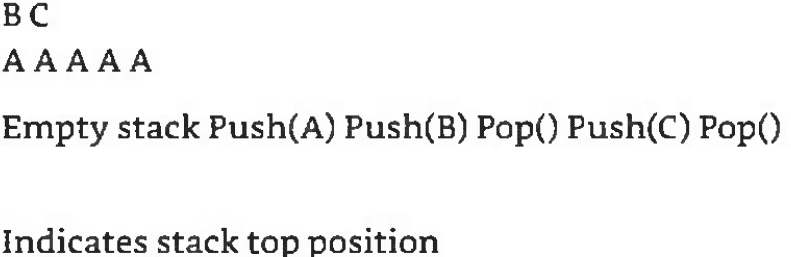 B C
A A A A A
Empty stack Push(A) Push(B) Pop() Push(C) Pop()
Indicates stack top position